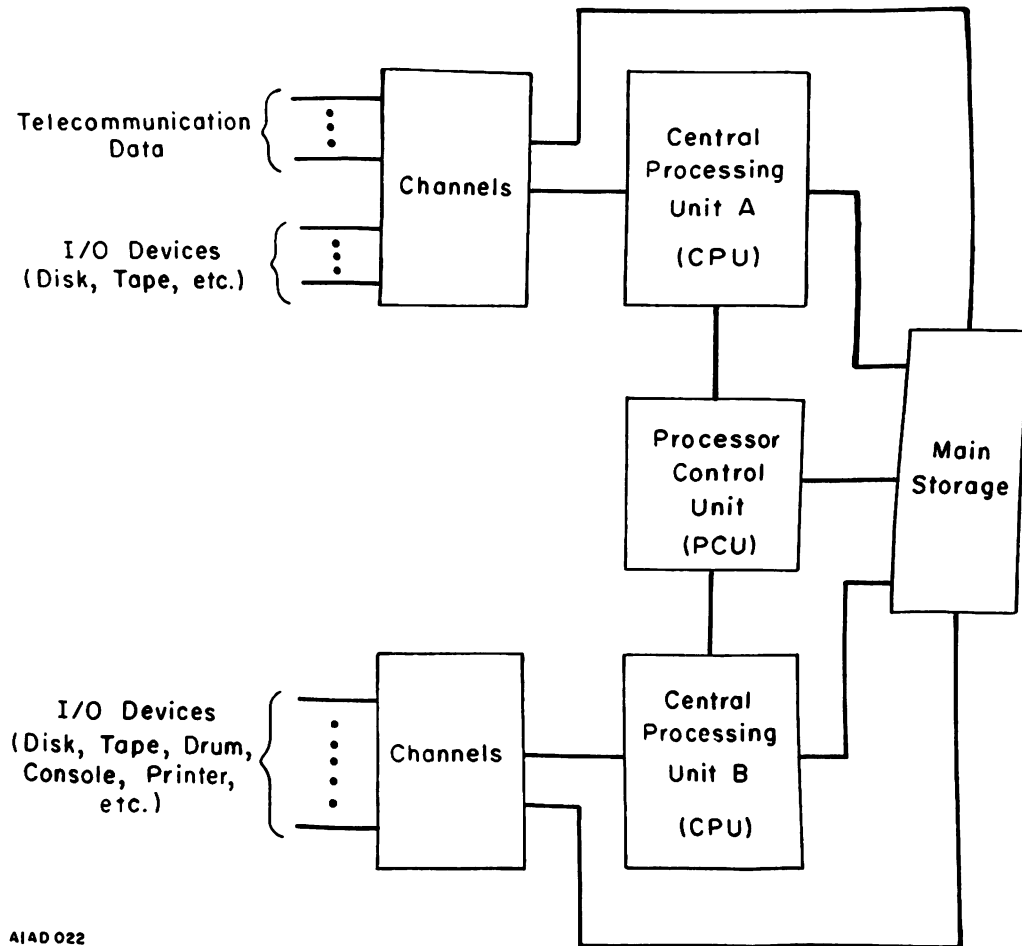 Telecommunication
Data
I/O Devices
(Disk, Tape, etc.)
Channels
Central
Processing
Unit A
(CPU)
Processor
Control
Unit
(PCU)
Main
Storage
I/O Devices
(Disk, Tape, Drum,
Console, Printer,
etc.)
Channels
Central
Processing
Unit B
(CPU)
AIAD 022